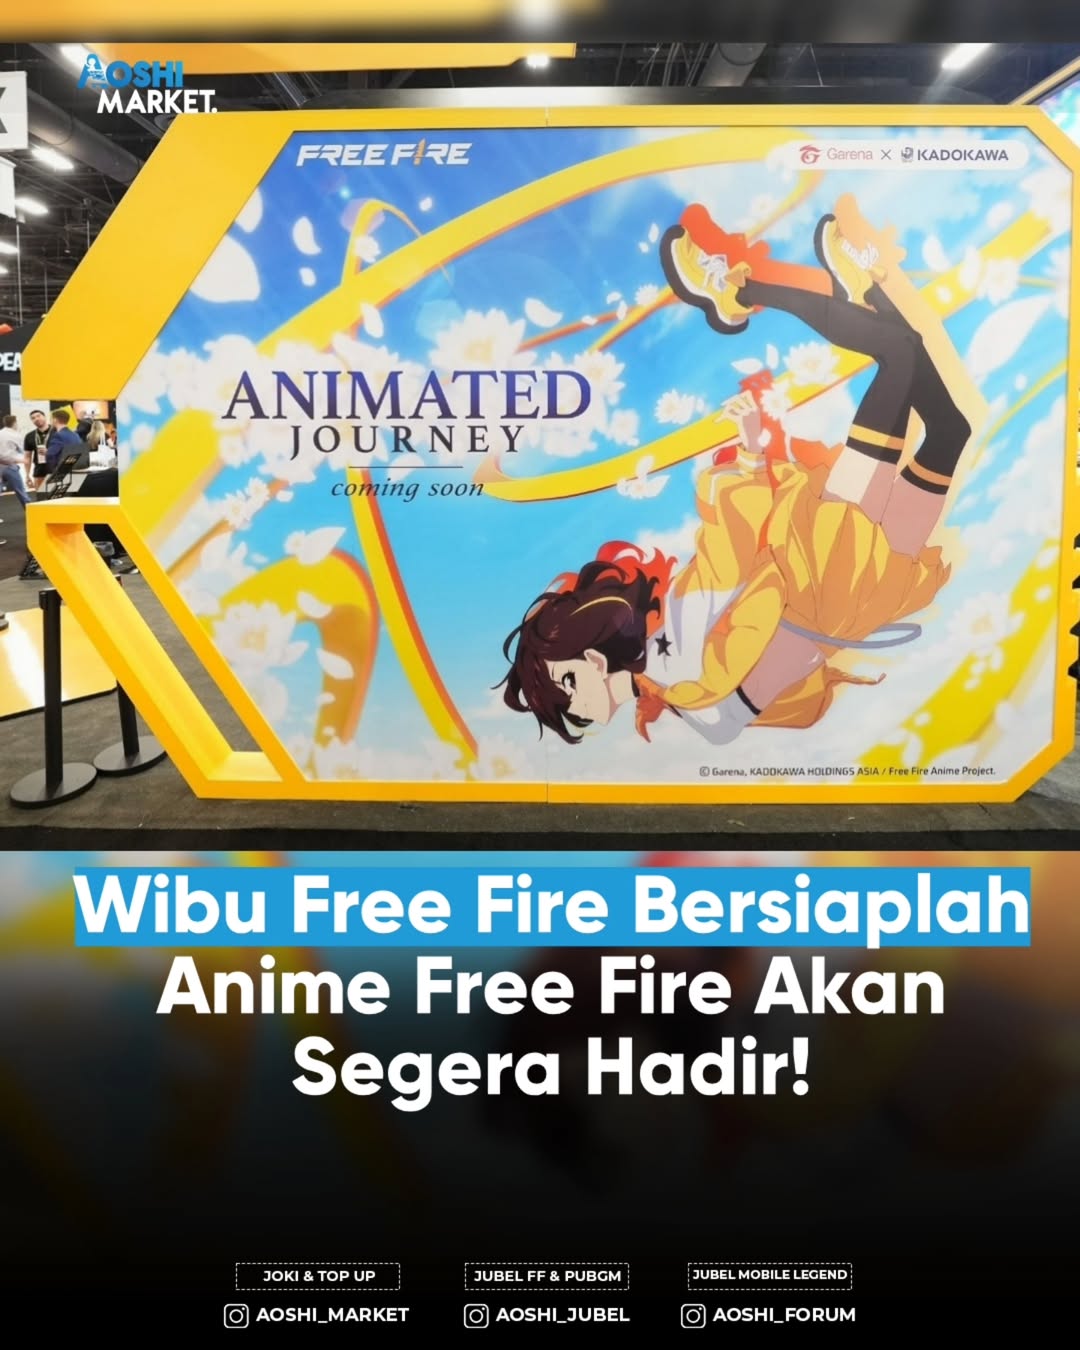 AOSHI
MARKET.
FREE FIRE
Garena × KADOKAWA
ANIMATED
JOURNEY
coming soon
© Garena, KADOKAWA HOLDINGS ASIA / Free Fire Anime Project.
Wibu Free Fire Bersiaplah
Anime Free Fire Akan
Segera Hadir!
JOKI & TOP UP
JUBEL FF & PUBGM
JUBEL MOBILE LEGEND
AOSHI_MARKET
AOSHI_JUBEL
AOSHI_FORUM